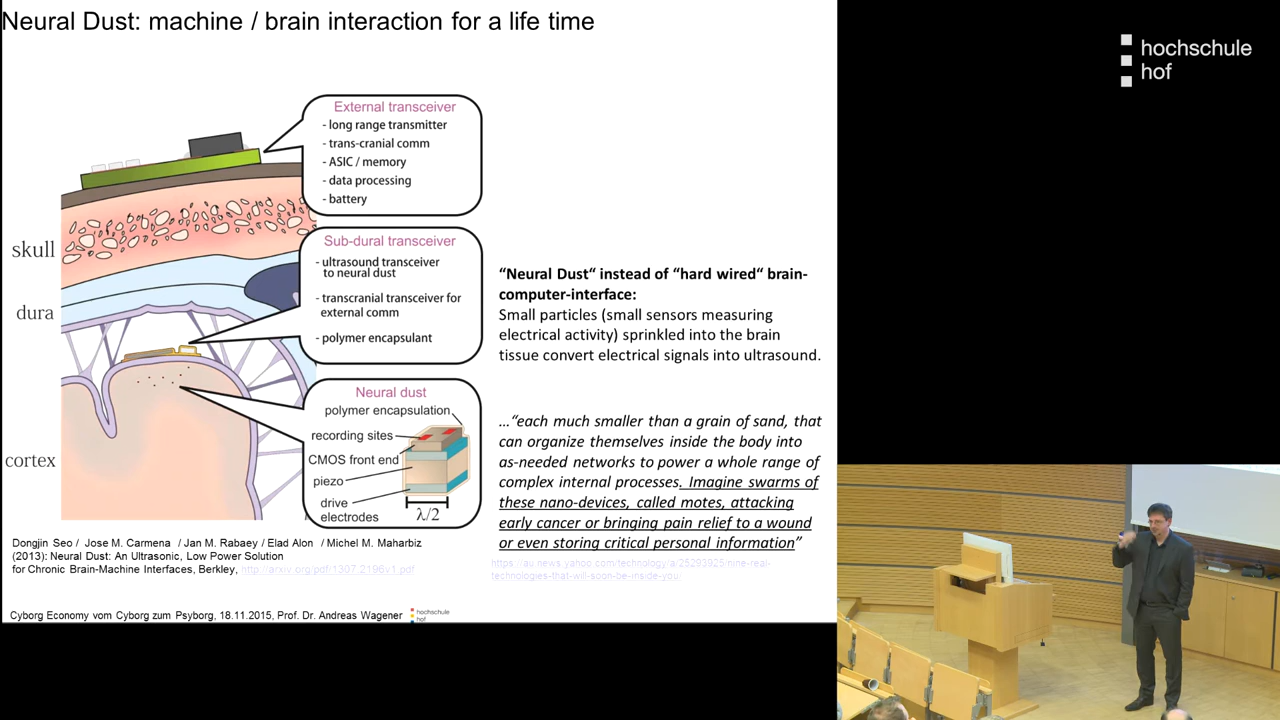 Neural Dust: machine / brain interaction for a life time
hochschule
hof
External transceiver
- long range transmitter
- trans-cranial comm
- ASIC / memory
- data processing
- battery
skull
Sub-dural transceiver
- ultrasound transceiver
to neural dust
- transcranial transceiver for
external comm
- polymer encapsulant
dura
Neural dust
polymer encapsulation
recording sites
CMOS front end
piezo
drive
electrodes
λ/2
cortex
“Neural Dust“ instead of “hard wired“ brain-
computer-interface:
Small particles (small sensors measuring
electrical activity) sprinkled into the brain
tissue convert electrical signals into ultrasound.
…“each much smaller than a grain of sand, that
can organize themselves inside the body into
as-needed networks to power a whole range of
complex internal processes. Imagine swarms of
these nano-devices, called motes, attacking
early cancer or bringing pain relief to a wound
or even storing critical personal information”
https://au.news.yahoo.com/technology/a/25293925/nine-real-
technologies-that-will-soon-be-inside-you/
Dongjin Seo / Jose M. Carmena / Jan M. Rabaey / Elad Alon / Michel M. Maharbiz
(2013): Neural Dust: An Ultrasonic, Low Power Solution
for Chronic Brain-Machine Interfaces, Berkley, http://arxiv.org/pdf/1307.2196v1.pdf
Cyborg Economy vom Cyborg zum Psyborg, 18.11.2015, Prof. Dr. Andreas Wagener
hochschule
hof